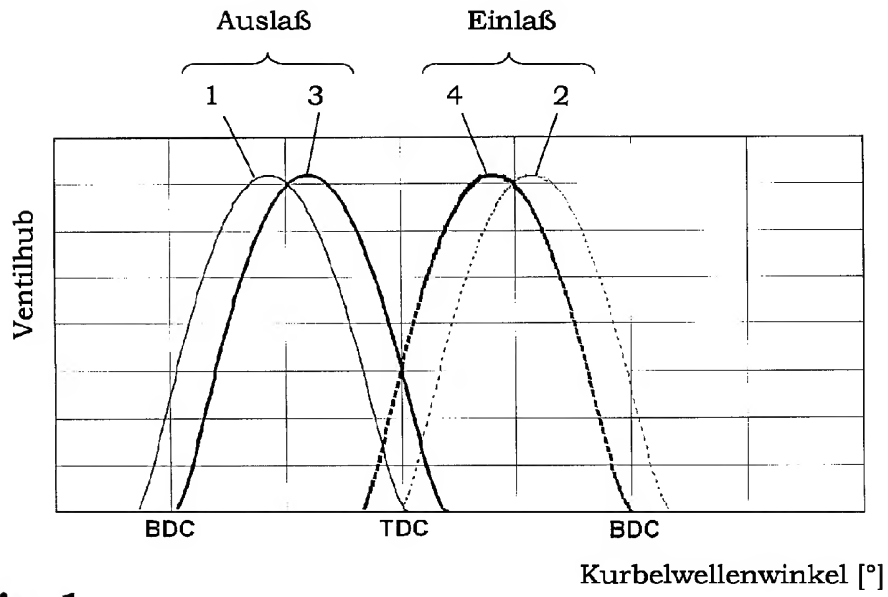 Auslaß Einlaß
1 3 4 2
Ventilhub
BDC TDC BDC
Kurbelwellenwinkel [°]